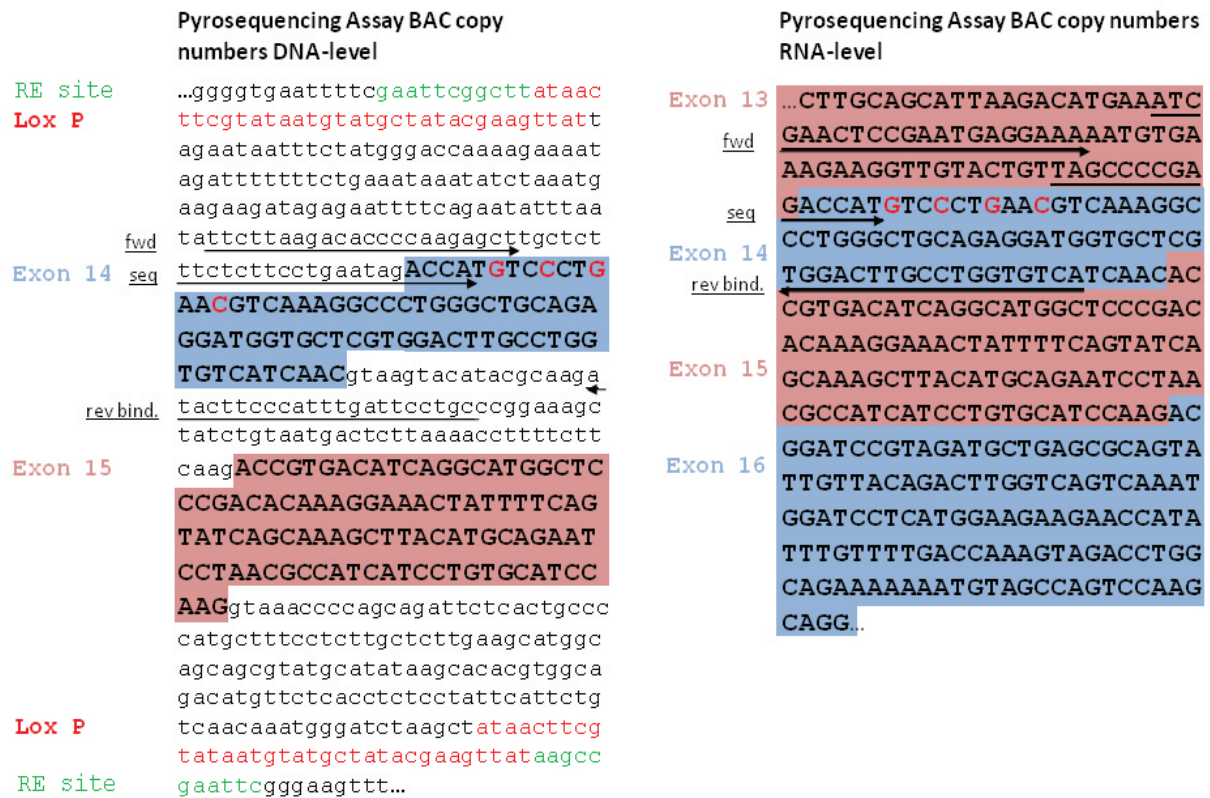 Pyrosequencing Assay BAC copy
numbers DNA-level
RE site ...ggggtgaattttcgaattcggcttataac
Lox P ttcgtataatgtatgctatacgaagttatt
agaataatttctatgggaccaaaagaaaat
agatttttttctgaataaatatctaaatg
aagaagatagagaattttcagaatatttaa
fwd tattcttaagacaccccaagagcttgctct
Exon 14 seq ttctcttcctgaatagACCATGTCCCTG
AACGTCAAAGGCCCTGGGCTGCAGA
GGATGGTGCTCGTGGACTTGCCTGG
TGTCATCAACgtaagtacatacgcaaga
rev bind. tacttcccatttgattcctgcccggaaagc
tatctgtaatgactcttaaaaccttttctt
Exon 15 caagACCGTGACATCAGGCATGGCTC
CCGACACAAAGGAAACTATTTTCAG
TATCAGCAAAGCTTACATGCAGAAT
CCTAACGCCATCATCCTGTGCATCC
AAGgtaaaccccagcagattctcactgcccc
catgctttcctcttgctcttgaagcatggc
agcagcgtatgcatataagcacacgtggca
gacatgttctcacctctcctattcattctg
Lox P tcaacaaatgggatctaagctataacttcg
tataatgtatgctatacgaagttataagcc
RE site gaattcgggaagttt...
Pyrosequencing Assay BAC copy numbers
RNA-level
Exon 13 ...CTTGCAGCATTAAGACATGAAATC
fwd GAACTCCGAATGAGGAAAAATGTGA
AAGAAGGTTGTACTGTTAGCCCCGA
seq GACCATGTCCCTGAACGTCAAAGGC
Exon 14 CCTGGGCTGCAGAGGATGGTGCTCG
rev bind. TGGACTTGCCTGGTGTCATCAACAC
CGTGACATCAGGCATGGCTCCCGAC
ACAAAGGAAACTATTTTCAGTATCA
Exon 15 GCAAAGCTTACATGCAGAATCCTAA
CGCCATCATCCTGTGCATCCAAGAC
Exon 16 GGATCCGTAGATGCTGAGCGCAGTA
TTGTTACAGACTTGGTCAGTCAAAT
GGATCCTCATGGAAGAAGAACCATA
TTTGTTTTGACCAAAGTAGACCTGG
CAGAAAAAAATGTAGCCAGTCCAAG
CAGG...